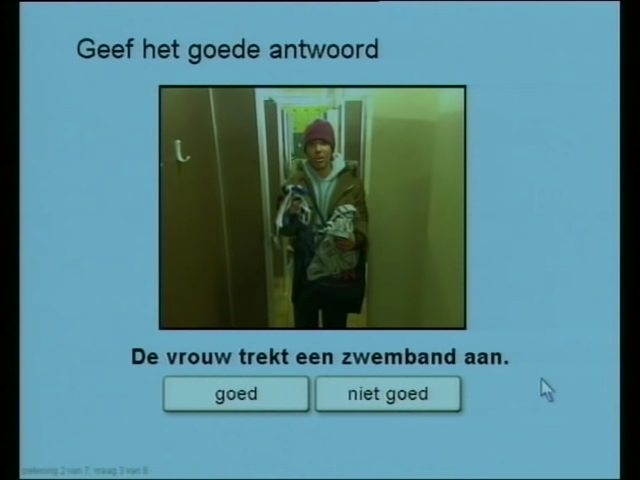 Geef het goede antwoord
De vrouw trekt een zwemband aan.
goed
niet goed
oefening 2 van 7, vraag 3 van 6